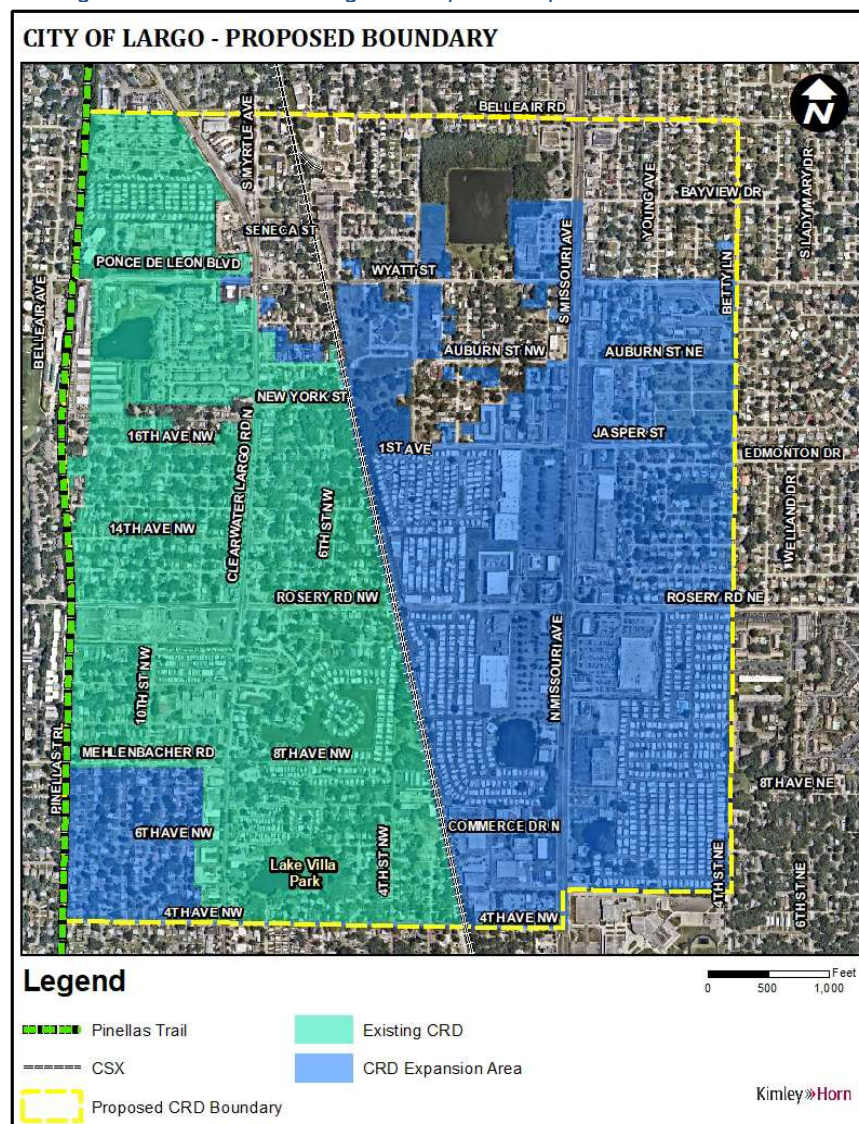 CITY OF LARGO - PROPOSED BOUNDARY
BELLEAIR RD
N
S MYRTLE AVE
YOUNG AVE
S LADY MARY DR
BAYVIEW DR
SENECA ST
S MISSOURI AVE
PONCE DE LEON BLVD
WYATT ST
BETTY LN
BELLEAIR AVE
AUBURN ST NW
AUBURN ST NE
NEW YORK ST
16TH AVE NW
CLEARWATER LARGO RD N
1ST AVE
JASPER ST
EDMONTON DR
6TH ST NW
WELLAND DR
14TH AVE NW
ROSERY RD NW
ROSERY RD NE
10TH ST NW
N MISSOURI AVE
MEHLENBACHER RD
8TH AVE NW
PINELLAS TRL
8TH AVE NE
6TH AVE NW
COMMERCE DR N
Lake Villa
Park
4TH ST NW
4TH ST NE
6TH ST NE
4TH AVE NW
4TH AVE NW
Legend
Feet
0 500 1,000
Pinellas Trail
Existing CRD
CSX
CRD Expansion Area
Proposed CRD Boundary
Kimley»Horn